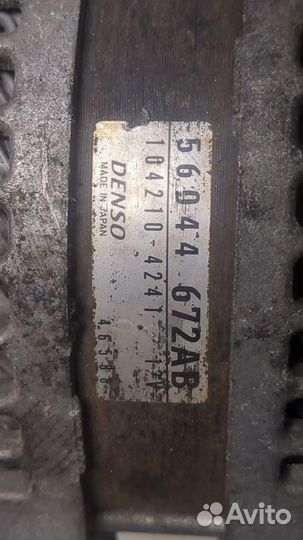 56044 672AB
104210-4241 12V
DENSO
MADE IN JAPAN
Avito